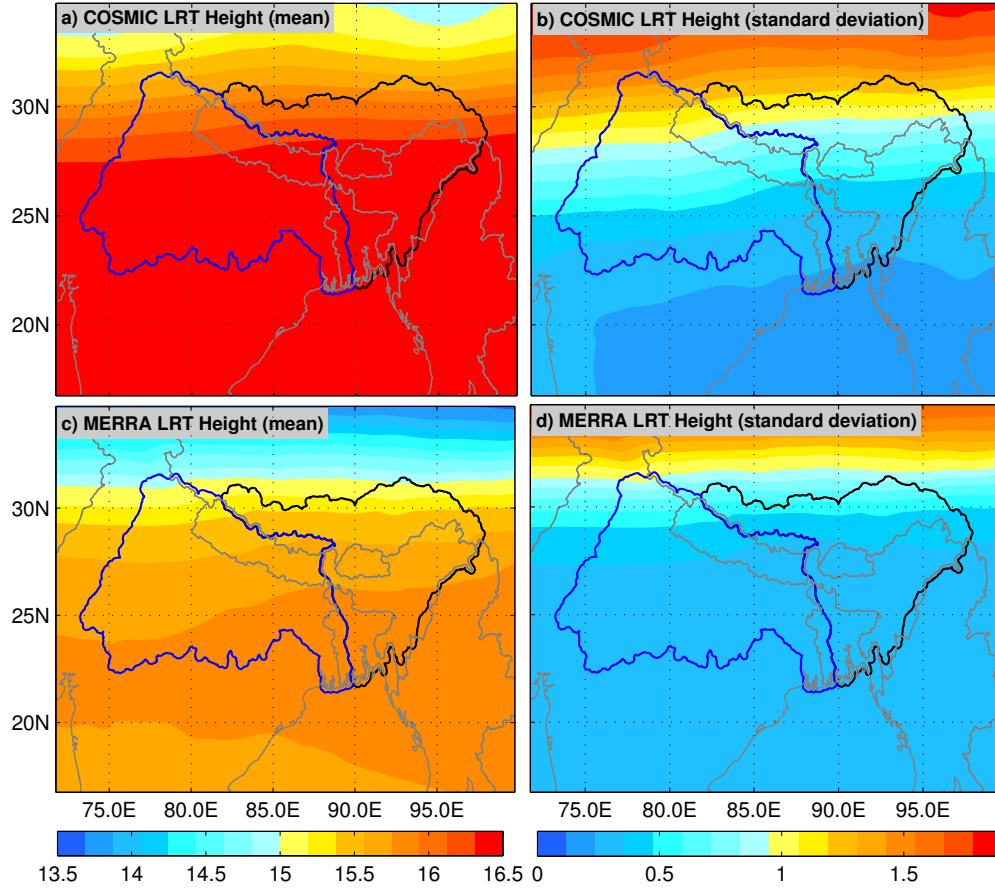 a) COSMIC LRT Height (mean)
b) COSMIC LRT Height (standard deviation)
30N
25N
20N
c) MERRA LRT Height (mean)
d) MERRA LRT Height (standard deviation)
30N
25N
20N
75.0E 80.0E 85.0E 90.0E 95.0E
75.0E 80.0E 85.0E 90.0E 95.0E
13.5 14 14.5 15 15.5 16 16.5
0 0.5 1 1.5